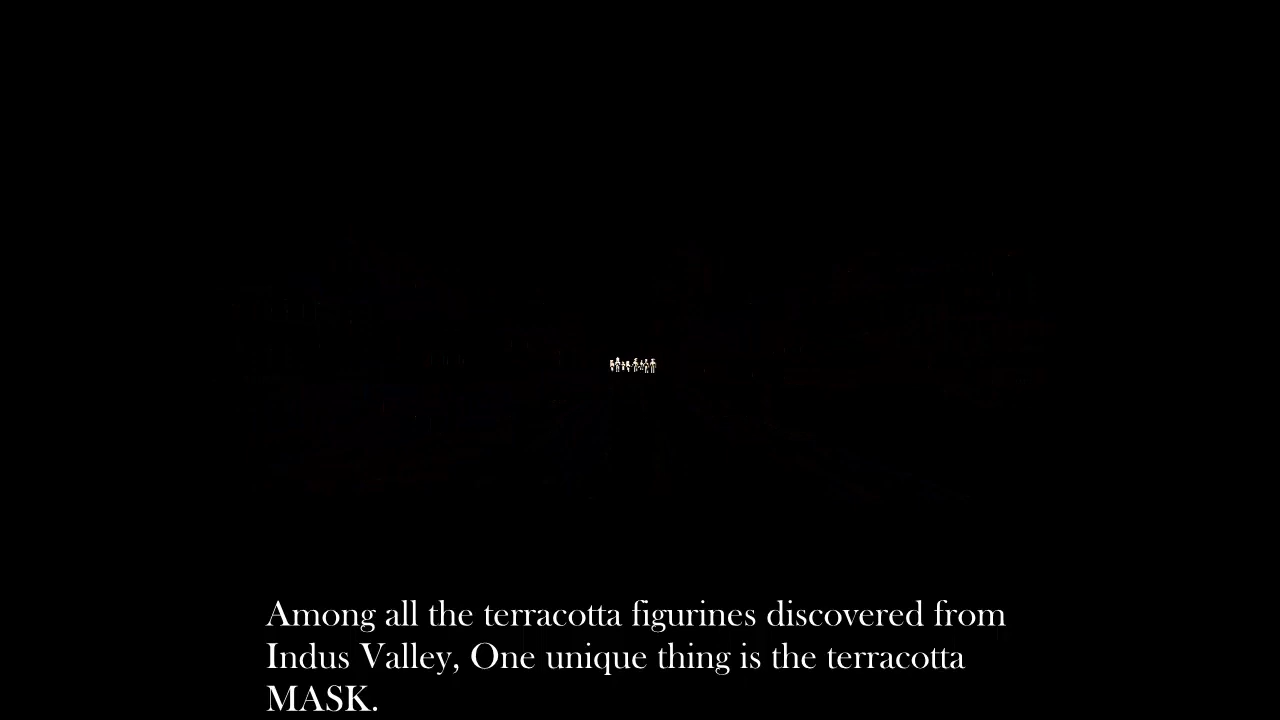 Among all the terracotta figurines discovered from
Indus Valley, One unique thing is the terracotta
MASK.